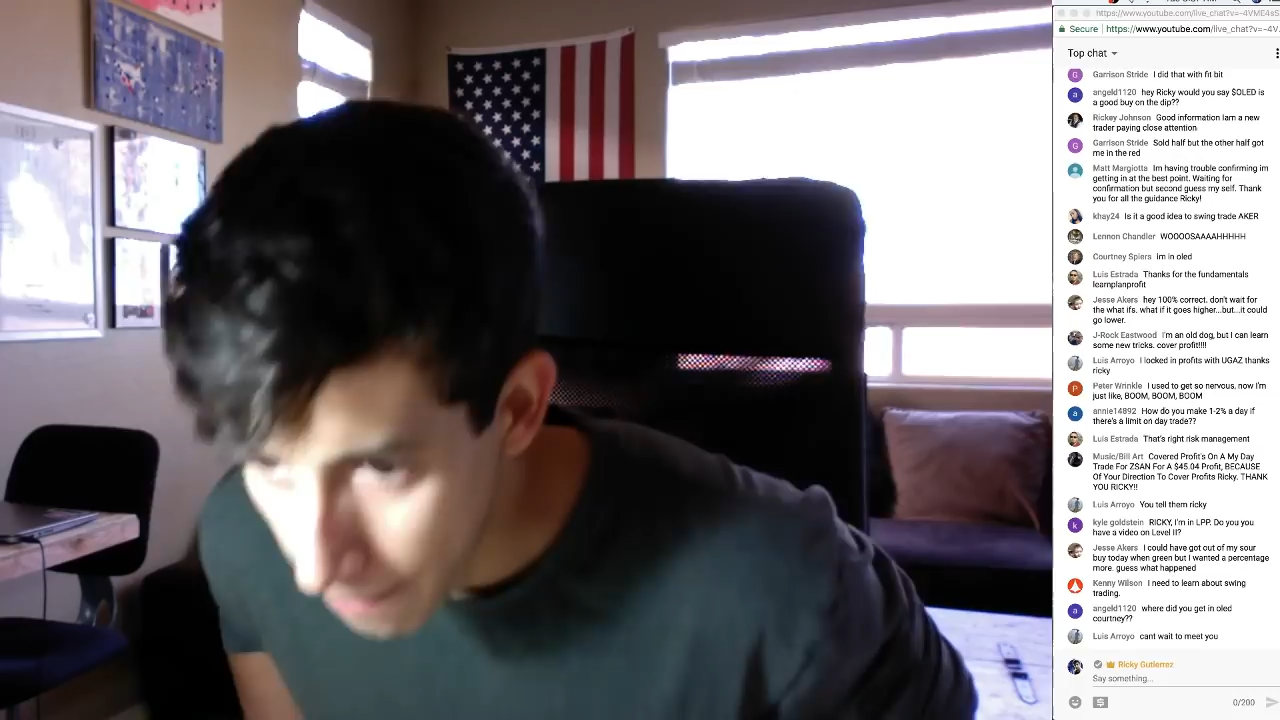 https://www.youtube.com/live_chat?v=-4VME4sS
Secure | https://www.youtube.com/live_chat?v=-4V
Top chat
Garrison Stride I did that with fit bit
angeld1120 hey Ricky would you say $OLED is
a good buy on the dip??
Rickey Johnson Good information Iam a new
trader paying close attention
Garrison Stride Sold half but the other half got
me in the red
Matt Margiotta Im having trouble confirming im
getting in at the best point. Waiting for
confirmation but second guess my self. Thank
you for all the guidance Ricky!
khay24 Is it a good idea to swing trade AKER
Lennon Chandler WOOOOSAAAAHHHHH
Courtney Spiers im in oled
Luis Estrada Thanks for the fundamentals
learnplanprofit
Jesse Akers hey 100% correct. don't wait for
the what ifs. what if it goes higher...but...it could
go lower.
J-Rock Eastwood I'm an old dog, but I can learn
some new tricks. cover profit!!!!
Luis Arroyo I locked in profits with UGAZ thanks
ricky
Peter Wrinkle I used to get so nervous, now I'm
just like, BOOM, BOOM, BOOM
annie14892 How do you make 1-2% a day if
there's a limit on day trade??
Luis Estrada That's right risk management
Music/Bill Art Covered Profit's On A My Day
Trade For ZSAN For A $45.04 Profit, BECAUSE
Of Your Direction To Cover Profits Ricky. THANK
YOU RICKY!!
Luis Arroyo You tell them ricky
kyle goldstein RICKY, I'm in LPP. Do you you
have a video on Level II?
Jesse Akers I could have got out of my sour
buy today when green but I wanted a percentage
more. guess what happened
Kenny Wilson I need to learn about swing
trading.
angeld1120 where did you get in oled
courtney??
Luis Arroyo cant wait to meet you
Ricky Gutierrez
Say something...
0/200